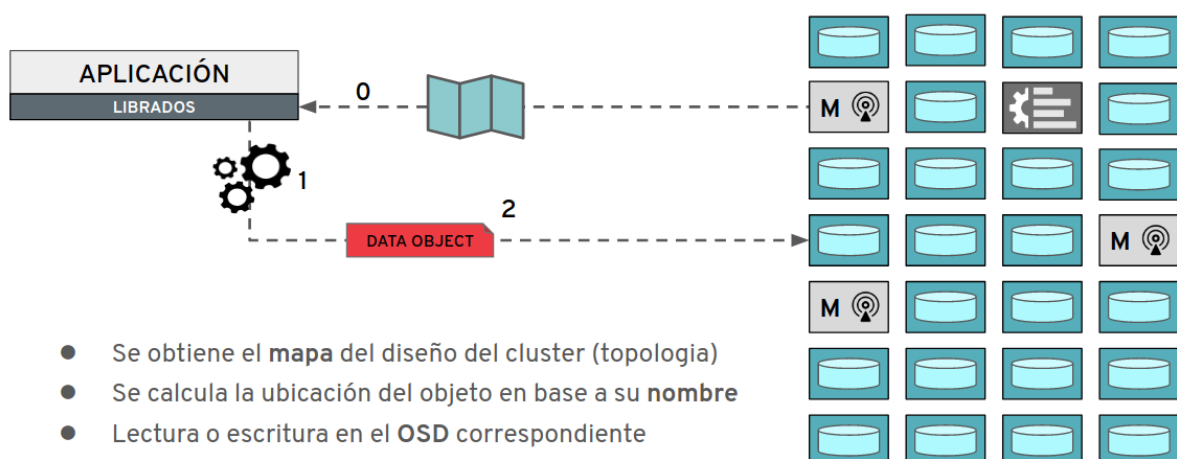 APLICACIÓN
LIBRADOS
0
M
1
2
DATA OBJECT
M
M
● Se obtiene el mapa del diseño del cluster (topologia)
● Se calcula la ubicación del objeto en base a su nombre
● Lectura o escritura en el OSD correspondiente